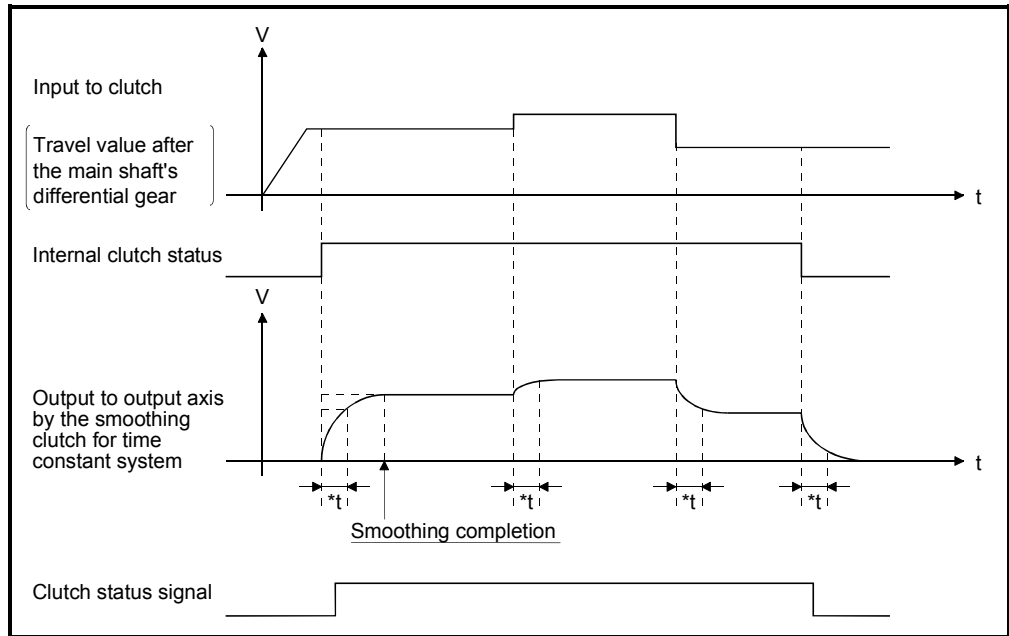 V
Input to clutch
Travel value after
the main shaft's
differential gear
t
Internal clutch status
V
Output to output axis
by the smoothing
clutch for time
constant system
t
*t
*t
*t
*t
Smoothing completion
Clutch status signal